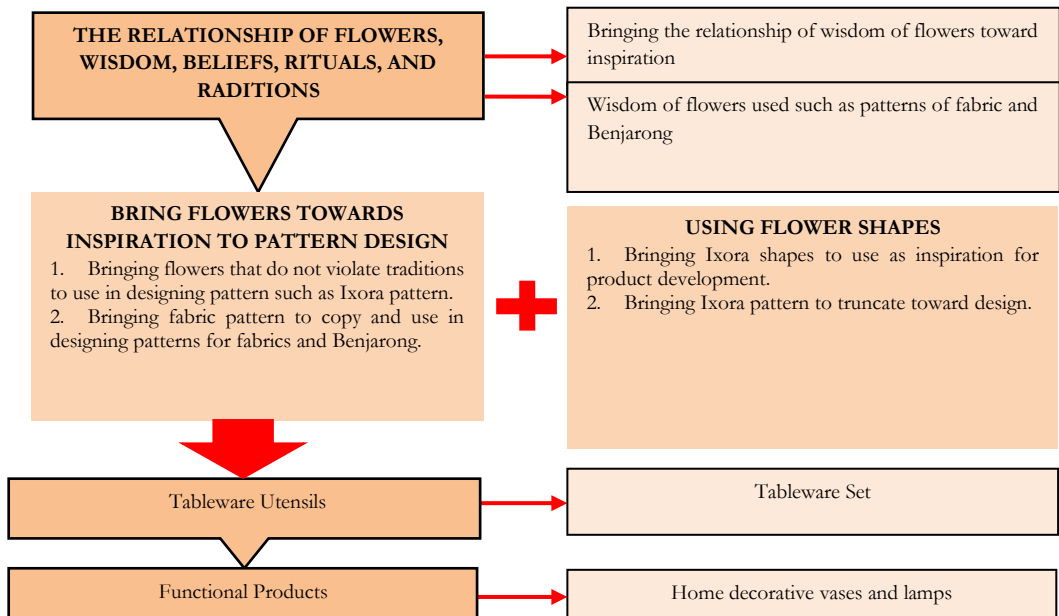 THE RELATIONSHIP OF FLOWERS,
WISDOM, BELIEFS, RITUALS, AND
RADITIONS
Bringing the relationship of wisdom of flowers toward
inspiration
Wisdom of flowers used such as patterns of fabric and
Benjarong
BRING FLOWERS TOWARDS
INSPIRATION TO PATTERN DESIGN
1. Bringing flowers that do not violate traditions
to use in designing pattern such as Ixora pattern.
2. Bringing fabric pattern to copy and use in
designing patterns for fabrics and Benjarong.
USING FLOWER SHAPES
1. Bringing Ixora shapes to use as inspiration for
product development.
2. Bringing Ixora pattern to truncate toward design.
Tableware Utensils
Tableware Set
Functional Products
Home decorative vases and lamps